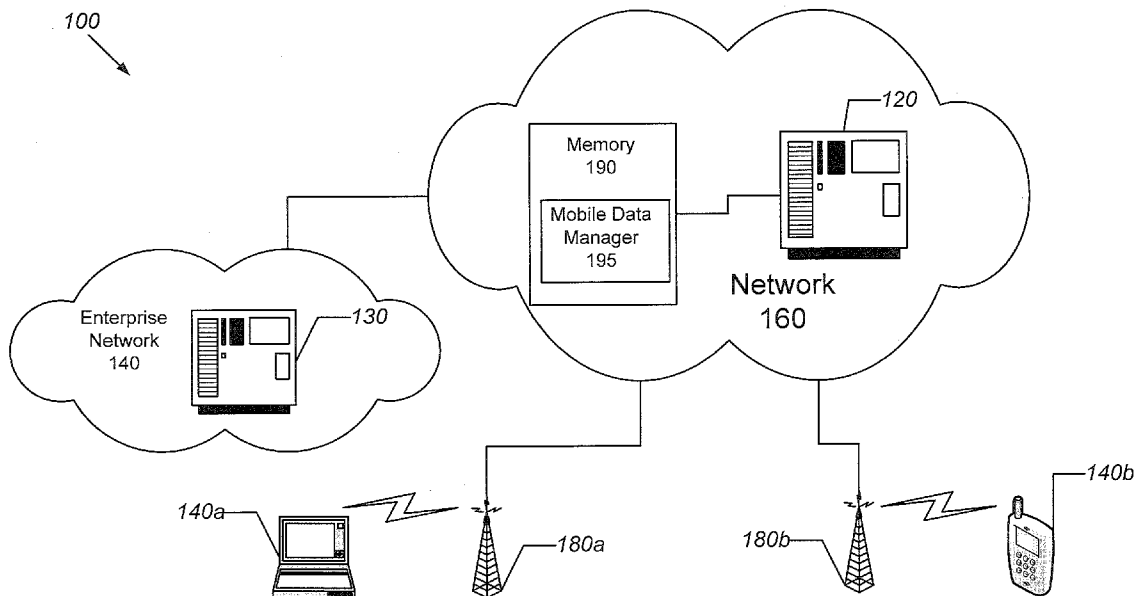 100
120
Memory
190
Mobile Data
Manager
195
Network
160
Enterprise
Network
140
130
140a
180a
180b
140b